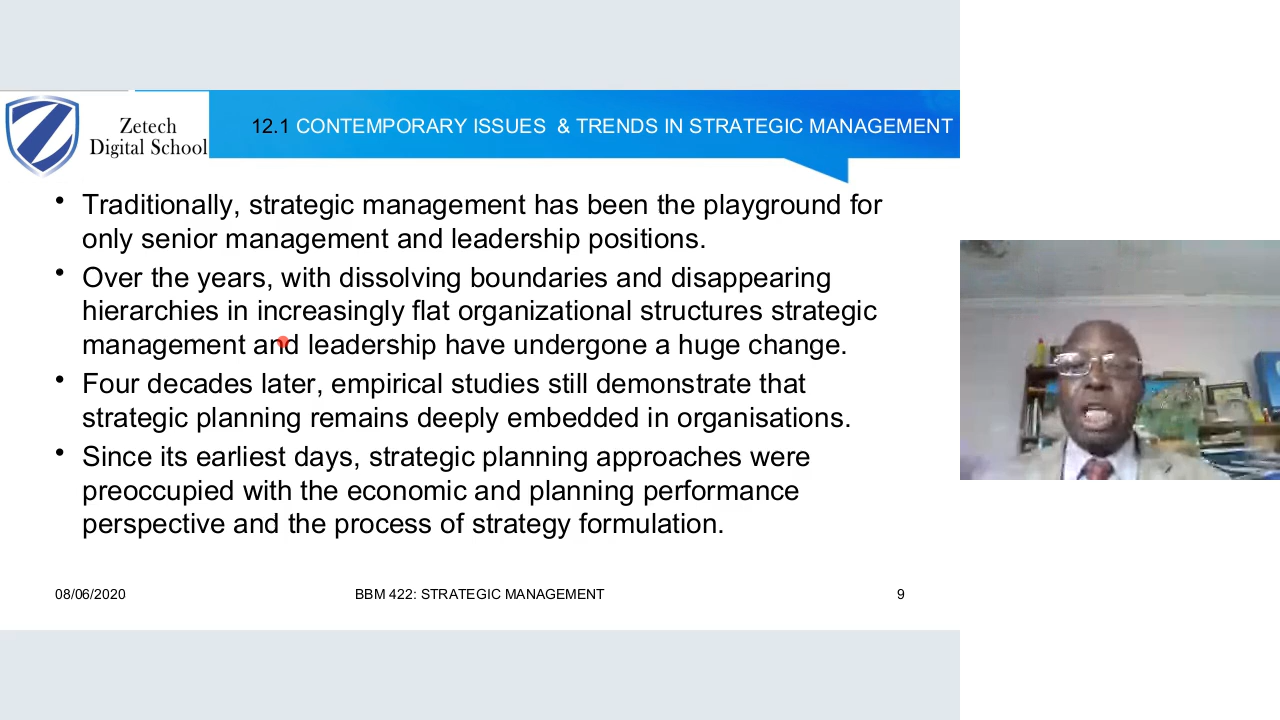 Zetech
Digital School
12.1 CONTEMPORARY ISSUES & TRENDS IN STRATEGIC MANAGEMENT
• Traditionally, strategic management has been the playground for
only senior management and leadership positions.
• Over the years, with dissolving boundaries and disappearing
hierarchies in increasingly flat organizational structures strategic
management and leadership have undergone a huge change.
• Four decades later, empirical studies still demonstrate that
strategic planning remains deeply embedded in organisations.
• Since its earliest days, strategic planning approaches were
preoccupied with the economic and planning performance
perspective and the process of strategy formulation.
08/06/2020 BBM 422: STRATEGIC MANAGEMENT 9